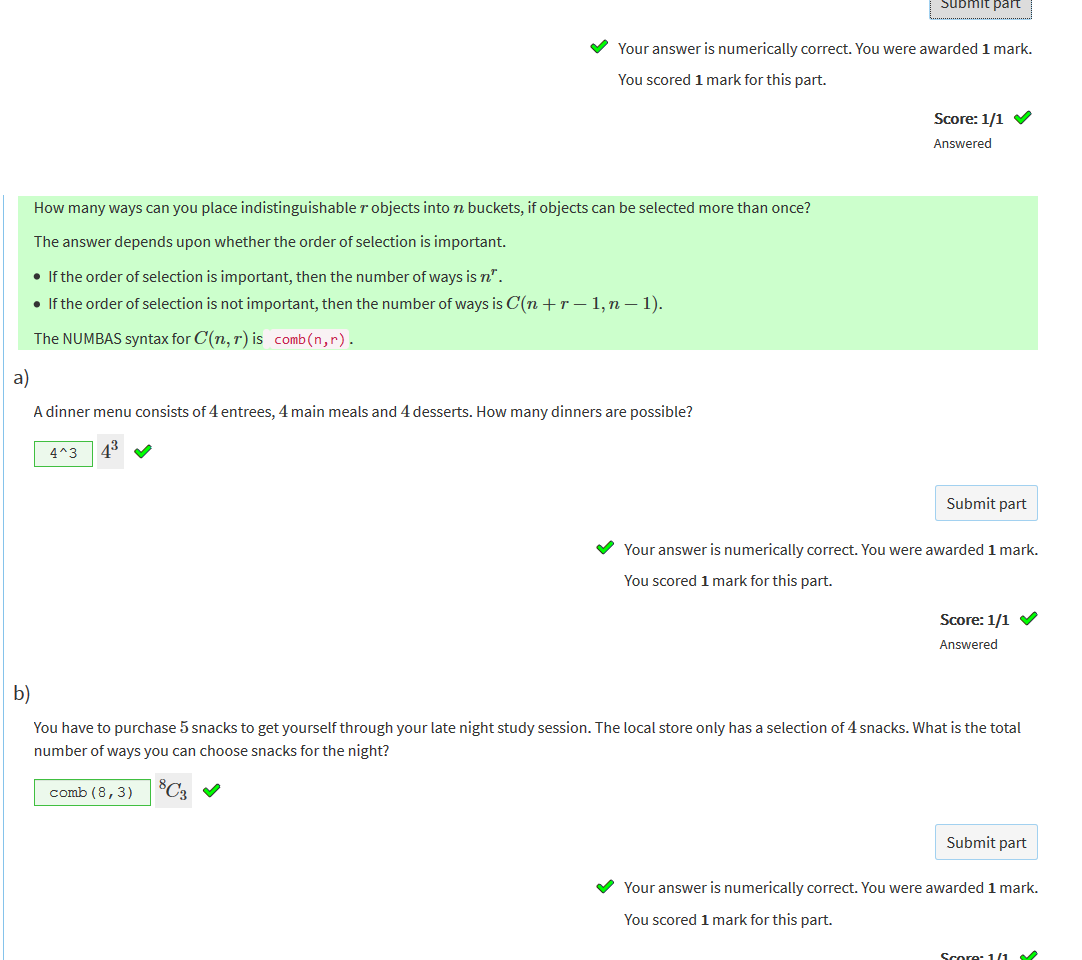 Submit part
Your answer is numerically correct. You were awarded 1 mark.
You scored 1 mark for this part.
Score: 1/1
Answered
How many ways can you place indistinguishable r objects into n buckets, if objects can be selected more than once?
The answer depends upon whether the order of selection is important.
• If the order of selection is important, then the number of ways is n^r.
• If the order of selection is not important, then the number of ways is C(n + r − 1, n − 1).
The NUMBAS syntax for C(n, r) is comb(n,r).
a)
A dinner menu consists of 4 entrees, 4 main meals and 4 desserts. How many dinners are possible?
4^3 4³
Submit part
Your answer is numerically correct. You were awarded 1 mark.
You scored 1 mark for this part.
Score: 1/1
Answered
b)
You have to purchase 5 snacks to get yourself through your late night study session. The local store only has a selection of 4 snacks. What is the total
number of ways you can choose snacks for the night?
comb(8,3) ⁸C₃
Submit part
Your answer is numerically correct. You were awarded 1 mark.
You scored 1 mark for this part.
Score: 1/1